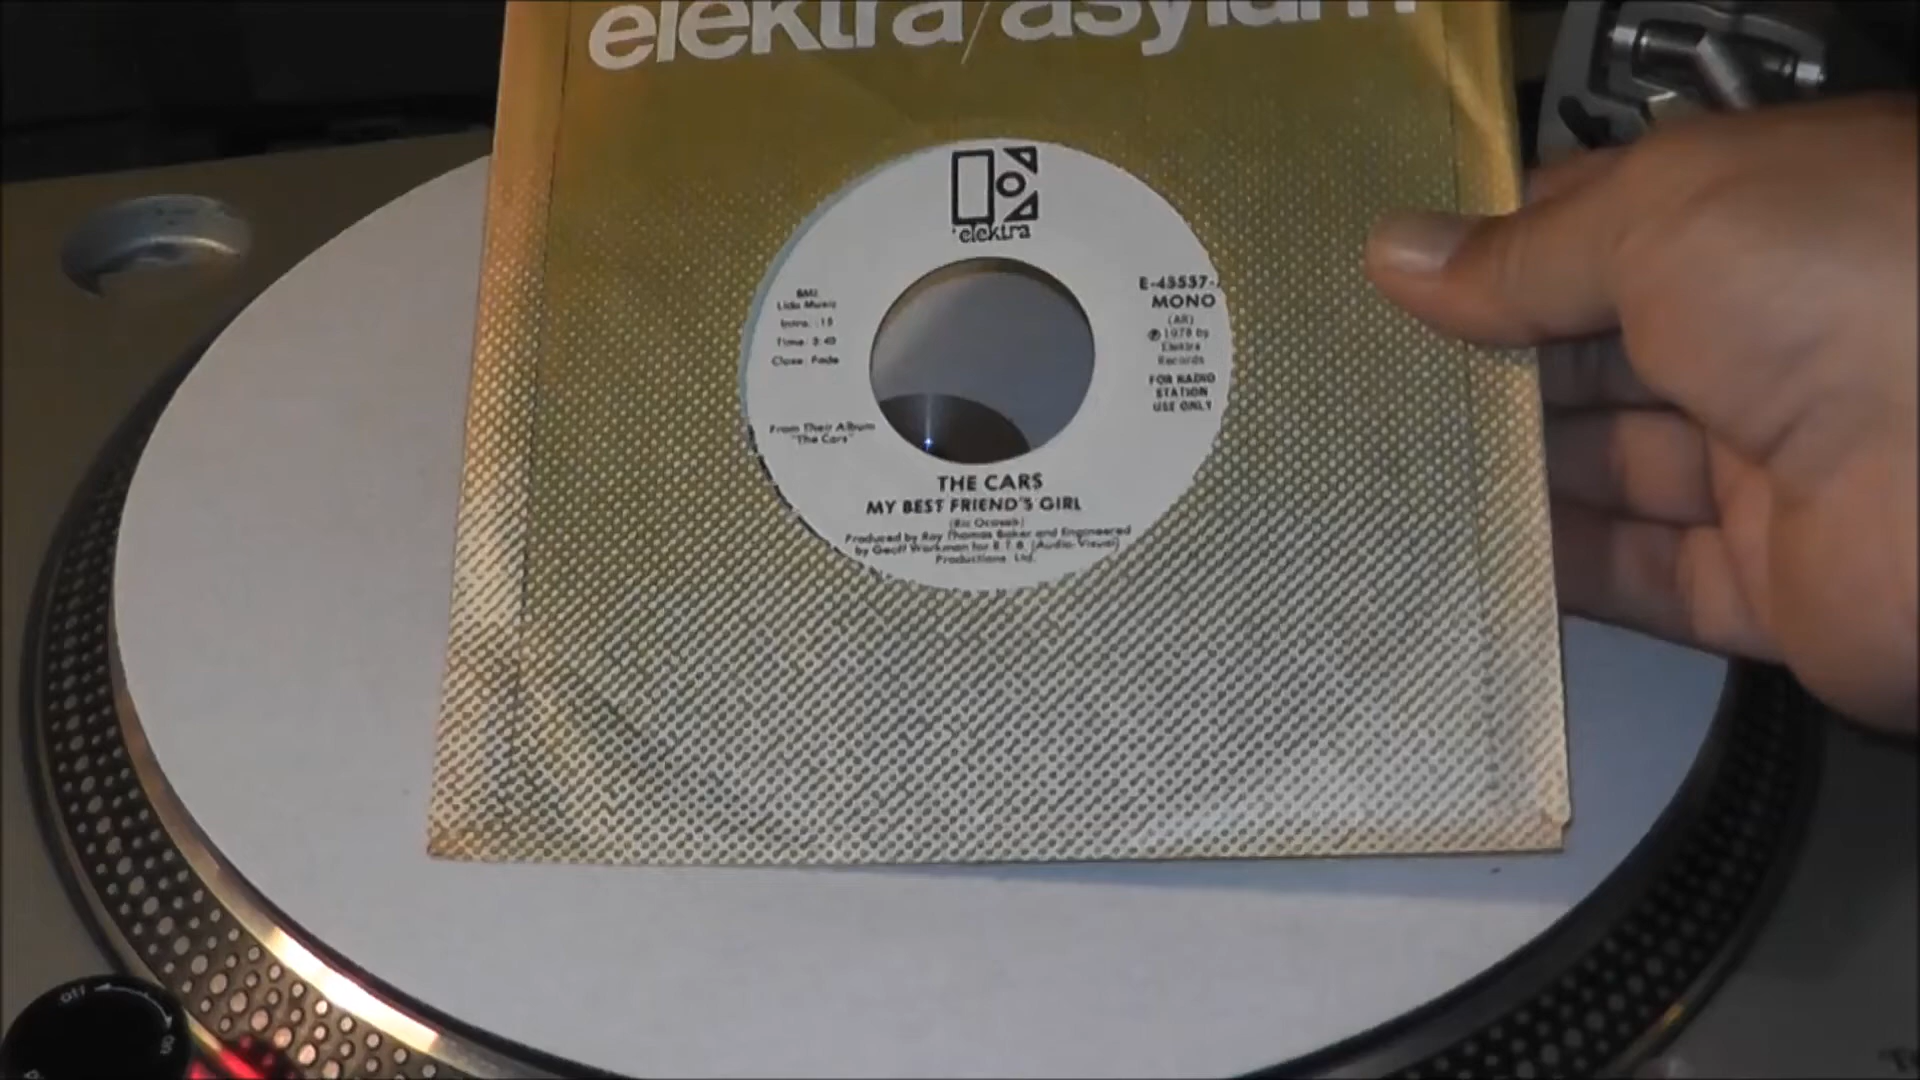 elektra/asylum
elektra
BMI
Lido Music
Intro: :15
Time: 3:40
Close: Fade
From Their Album
"The Cars"
E-45537-
MONO
(AR)
℗ 1978 by
Elektra
Records
FOR RADIO
STATION
USE ONLY
THE CARS
MY BEST FRIEND'S GIRL
(Ric Ocasek)
Produced by Roy Thomas Baker and Engineered
by Geoff Workman for R.T.B. (Audio-Visual)
Productions Ltd.
Off